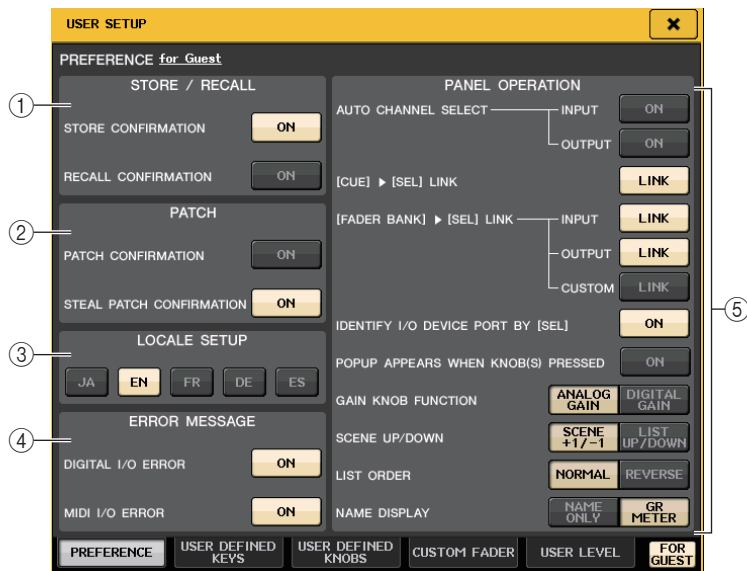 USER SETUP
PREFERENCE for Guest
STORE / RECALL
① STORE CONFIRMATION ON
RECALL CONFIRMATION ON
PATCH
② PATCH CONFIRMATION ON
STEAL PATCH CONFIRMATION ON
LOCALE SETUP
③ JA EN FR DE ES
ERROR MESSAGE
④ DIGITAL I/O ERROR ON
MIDI I/O ERROR ON
PANEL OPERATION
⑤
AUTO CHANNEL SELECT INPUT ON
OUTPUT ON
[CUE] ▶ [SEL] LINK LINK
[FADER BANK] ▶ [SEL] LINK INPUT LINK
OUTPUT LINK
CUSTOM LINK
IDENTIFY I/O DEVICE PORT BY [SEL] ON
POPUP APPEARS WHEN KNOB(S) PRESSED ON
GAIN KNOB FUNCTION ANALOG GAIN DIGITAL GAIN
SCENE UP/DOWN SCENE +1/-1 LIST UP/DOWN
LIST ORDER NORMAL REVERSE
NAME DISPLAY NAME ONLY GR METER
PREFERENCE USER DEFINED KEYS USER DEFINED KNOBS CUSTOM FADER USER LEVEL FOR GUEST